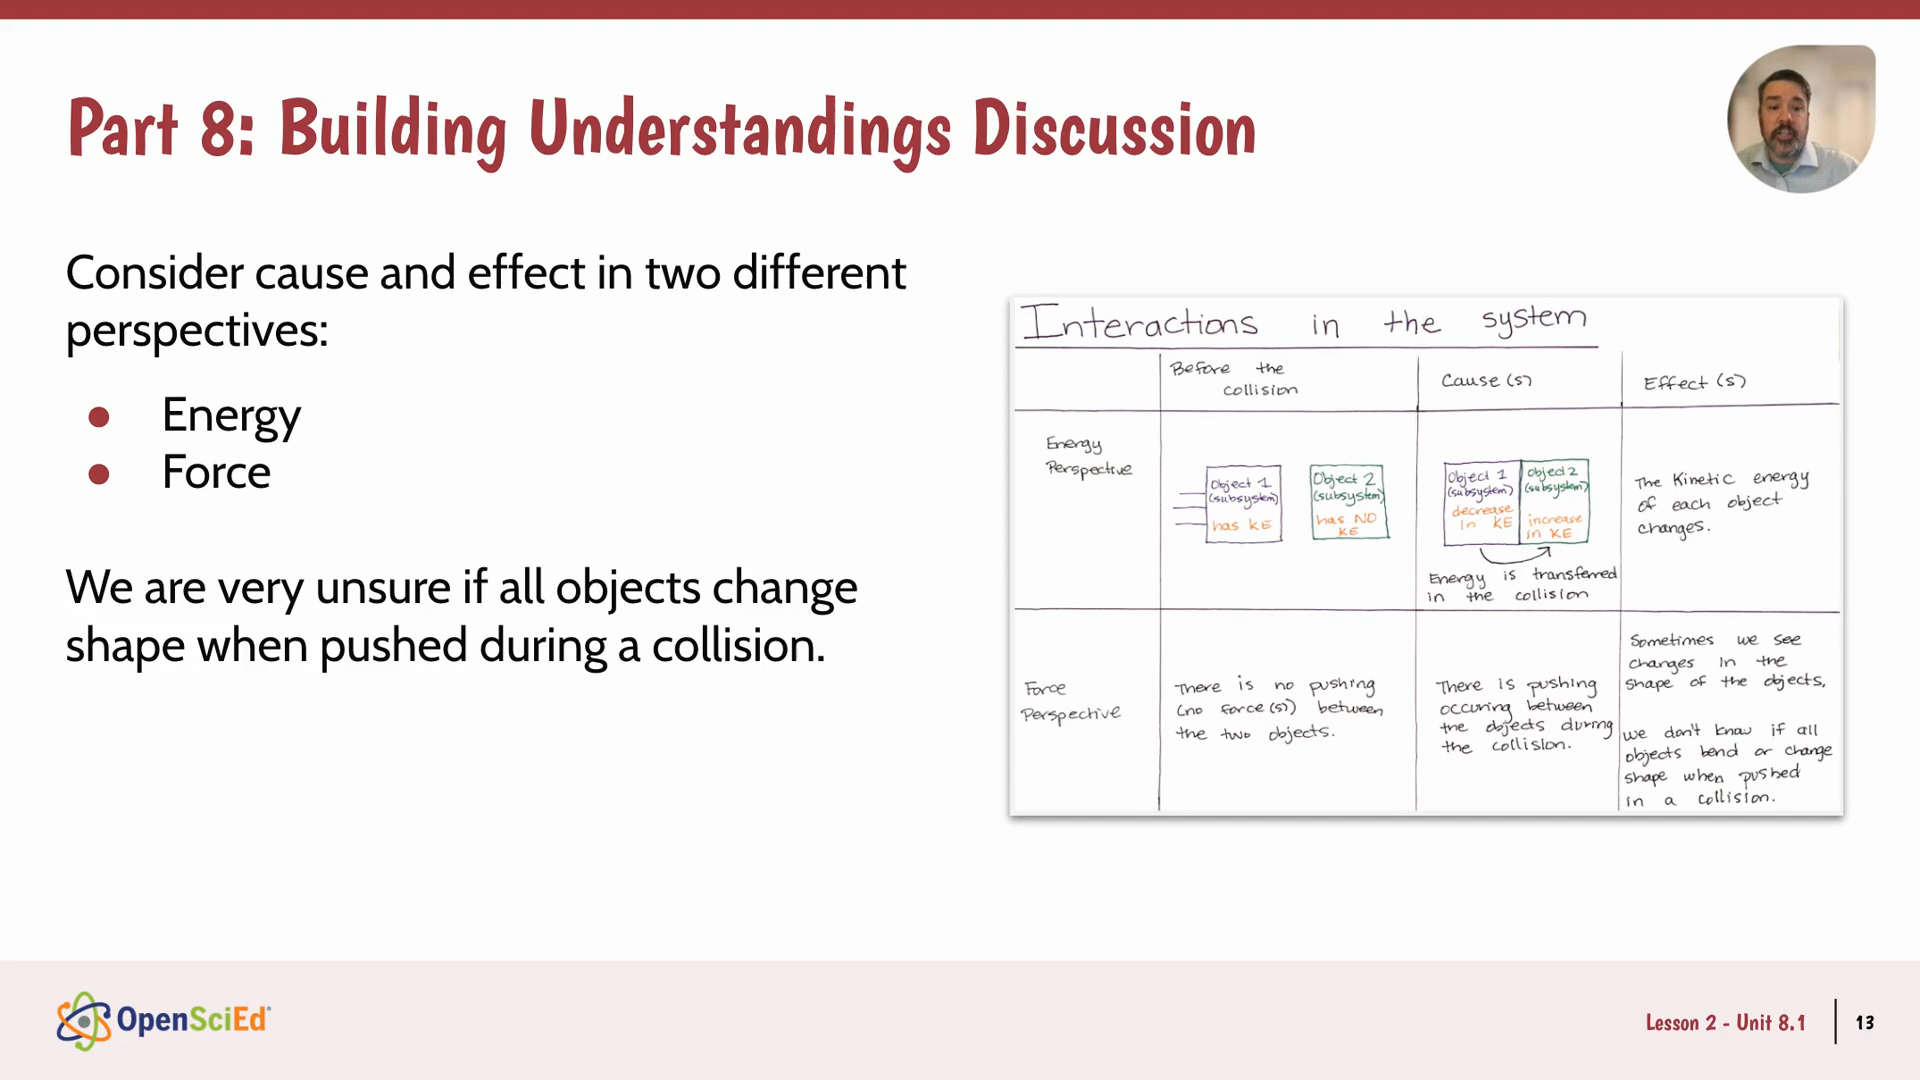 Part 8: Building Understandings Discussion
Consider cause and effect in two different
perspectives:
● Energy
● Force
We are very unsure if all objects change
shape when pushed during a collision.
Interactions in the system
Before the
collision
Cause(s)
Effect(s)
Energy
Perspective
Object 1
(subsystem)
has KE
Object 2
(subsystem)
has NO
KE
Object 1
(subsystem)
decrease
in KE
Object 2
(subsystem)
increase
in KE
Energy is transferred
in the collision
The Kinetic energy
of each object
changes.
Force
Perspective
There is no pushing
(no force(s)) between
the two objects.
There is pushing
occuring between
the objects during
the collision.
Sometimes we see
changes in the
shape of the objects.
we don't know if all
objects bend or change
shape when pushed
in a collision.
OpenSciEd®
Lesson 2 - Unit 8.1
13